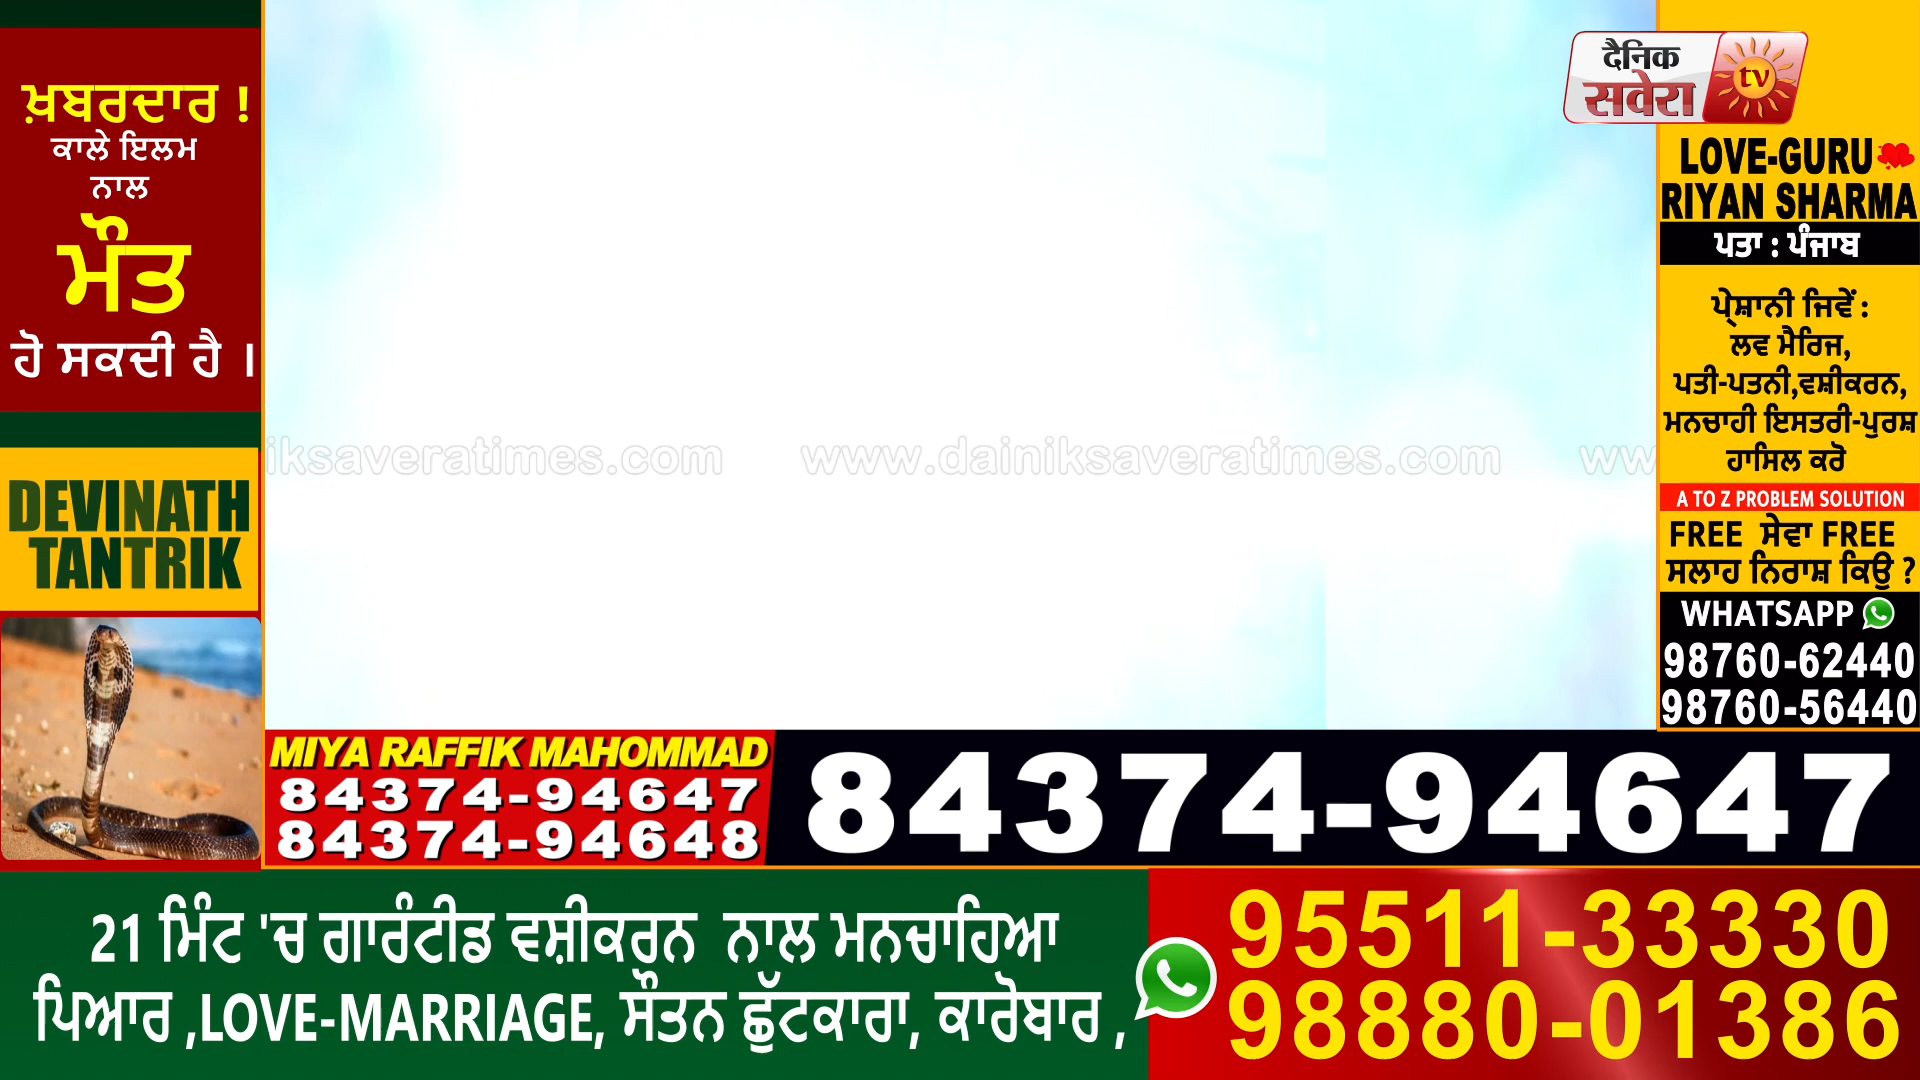 ਖ਼ਬਰਦਾਰ !
ਕਾਲੇ ਇਲਮ
ਨਾਲ
ਮੌਤ
ਹੋ ਸਕਦੀ ਹੈ ।
DEVINATH
TANTRIK
दैनिक
सवेरा
tv
LOVE-GURU
RIYAN SHARMA
ਪਤਾ : ਪੰਜਾਬ
ਪ੍ਰੇਸ਼ਾਨੀ ਜਿਵੇਂ :
ਲਵ ਮੈਰਿਜ,
ਪਤੀ-ਪਤਨੀ,ਵਸ਼ੀਕਰਨ,
ਮਨਚਾਹੀ ਇਸਤਰੀ-ਪੁਰਸ਼
ਹਾਸਿਲ ਕਰੋ
A TO Z PROBLEM SOLUTION
FREE ਸੇਵਾ FREE
ਸਲਾਹ ਨਿਰਾਸ਼ ਕਿਉ ?
WHATSAPP
98760-62440
98760-56440
iksaveratimes.com www.dainiksaveratimes.com ww
MIYA RAFFIK MAHOMMAD
84374-94647
84374-94648
84374-94647
21 ਮਿੰਟ 'ਚ ਗਾਰੰਟੀਡ ਵਸ਼ੀਕਰਨ ਨਾਲ ਮਨਚਾਹਿਆ
ਪਿਆਰ ,LOVE-MARRIAGE, ਸੌਤਨ ਛੁੱਟਕਾਰਾ, ਕਾਰੋਬਾਰ ,
95511-33330
98880-01386